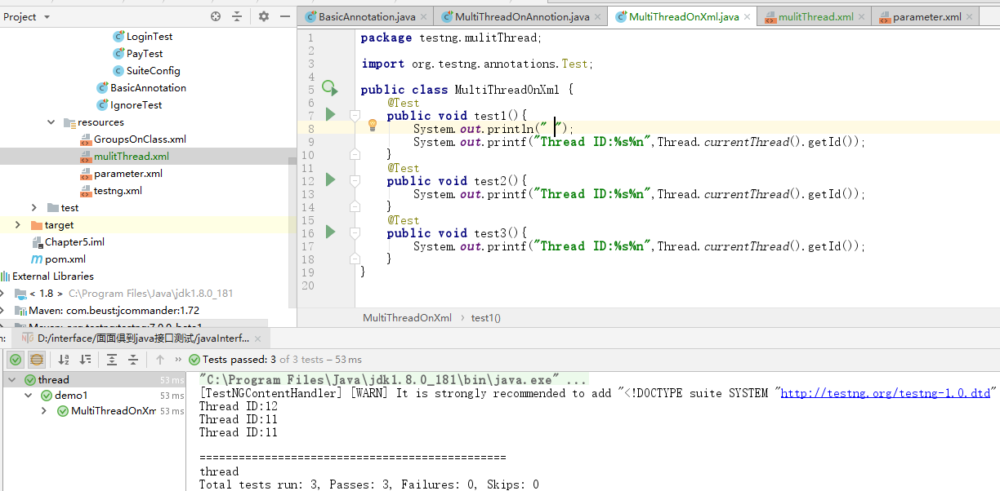 Project
BasicAnnotation.java
MultiThreadOnAnnotion.java
MultiThreadOnXml.java
mulitThread.xml
parameter.xml
LoginTest
PayTest
SuiteConfig
BasicAnnotation
IgnoreTest
resources
GroupsOnClass.xml
mulitThread.xml
parameter.xml
testng.xml
test
target
Chapter5.iml
pom.xml
External Libraries
< 1.8 > C:\Program Files\Java\jdk1.8.0_181
Maven: com.beust:jcommander:1.72
Maven: org.testng:testng:7.0.0-beta1
1 package testng.mulitThread;
2
3 import org.testng.annotations.Test;
4
5 public class MultiThreadOnXml {
6 @Test
7 public void test1(){
8 System.out.println(" ");
9 System.out.printf("Thread ID:%s%n",Thread.currentThread().getId());
10 }
11 @Test
12 public void test2(){
13 System.out.printf("Thread ID:%s%n",Thread.currentThread().getId());
14 }
15 @Test
16 public void test3(){
17 System.out.printf("Thread ID:%s%n",Thread.currentThread().getId());
18 }
19 }
20
MultiThreadOnXml › test1()
D:/interface/面面俱到java接口测试/javaInterf...
Tests passed: 3 of 3 tests – 53 ms
thread 53 ms
demo1 53 ms
MultiThreadOnXm 53 ms
"C:\Program Files\Java\jdk1.8.0_181\bin\java.exe" ...
[TestNGContentHandler] [WARN] It is strongly recommended to add "<!DOCTYPE suite SYSTEM "http://testng.org/testng-1.0.dtd"
Thread ID:12
Thread ID:11
Thread ID:11
===============================================
thread
Total tests run: 3, Passes: 3, Failures: 0, Skips: 0